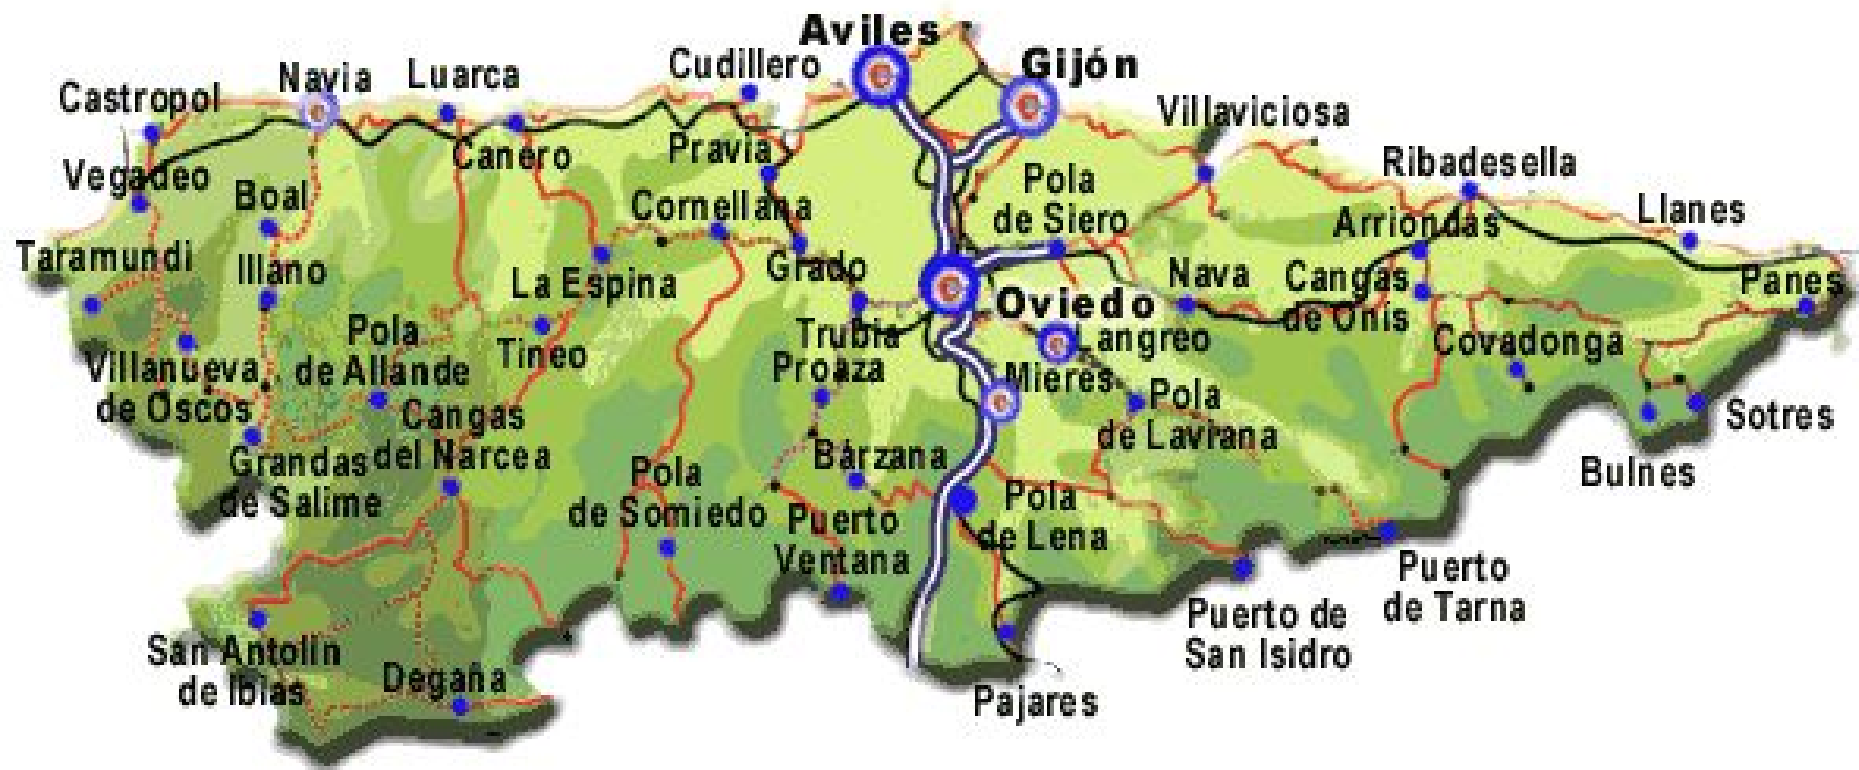 Aviles
Gijón
Cudillero
Luarca
Navia
Castropol
Villaviciosa
Canero
Pravia
Ribadesella
Vegadeo
Boal
Pola
de Siero
Cornellana
Arriondas
Llanes
Taramundi
Illano
La Espina
Grado
Nava
Cangas
de Onis
Panes
Oviedo
Pola
de Allande
Tineo
Trubia
Langreo
Covadonga
Villanueva
de Oscos
Proaza
Mieres
Pola
de Laviana
Cangas
del Narcea
Sotres
Grandas
de Salime
Bárzana
Bulnes
Pola
de Somiedo
Puerto
Ventana
Pola
de Lena
Puerto
de Tarna
Puerto de
San Isidro
San Antolin
de Ibias
Degaña
Pajares